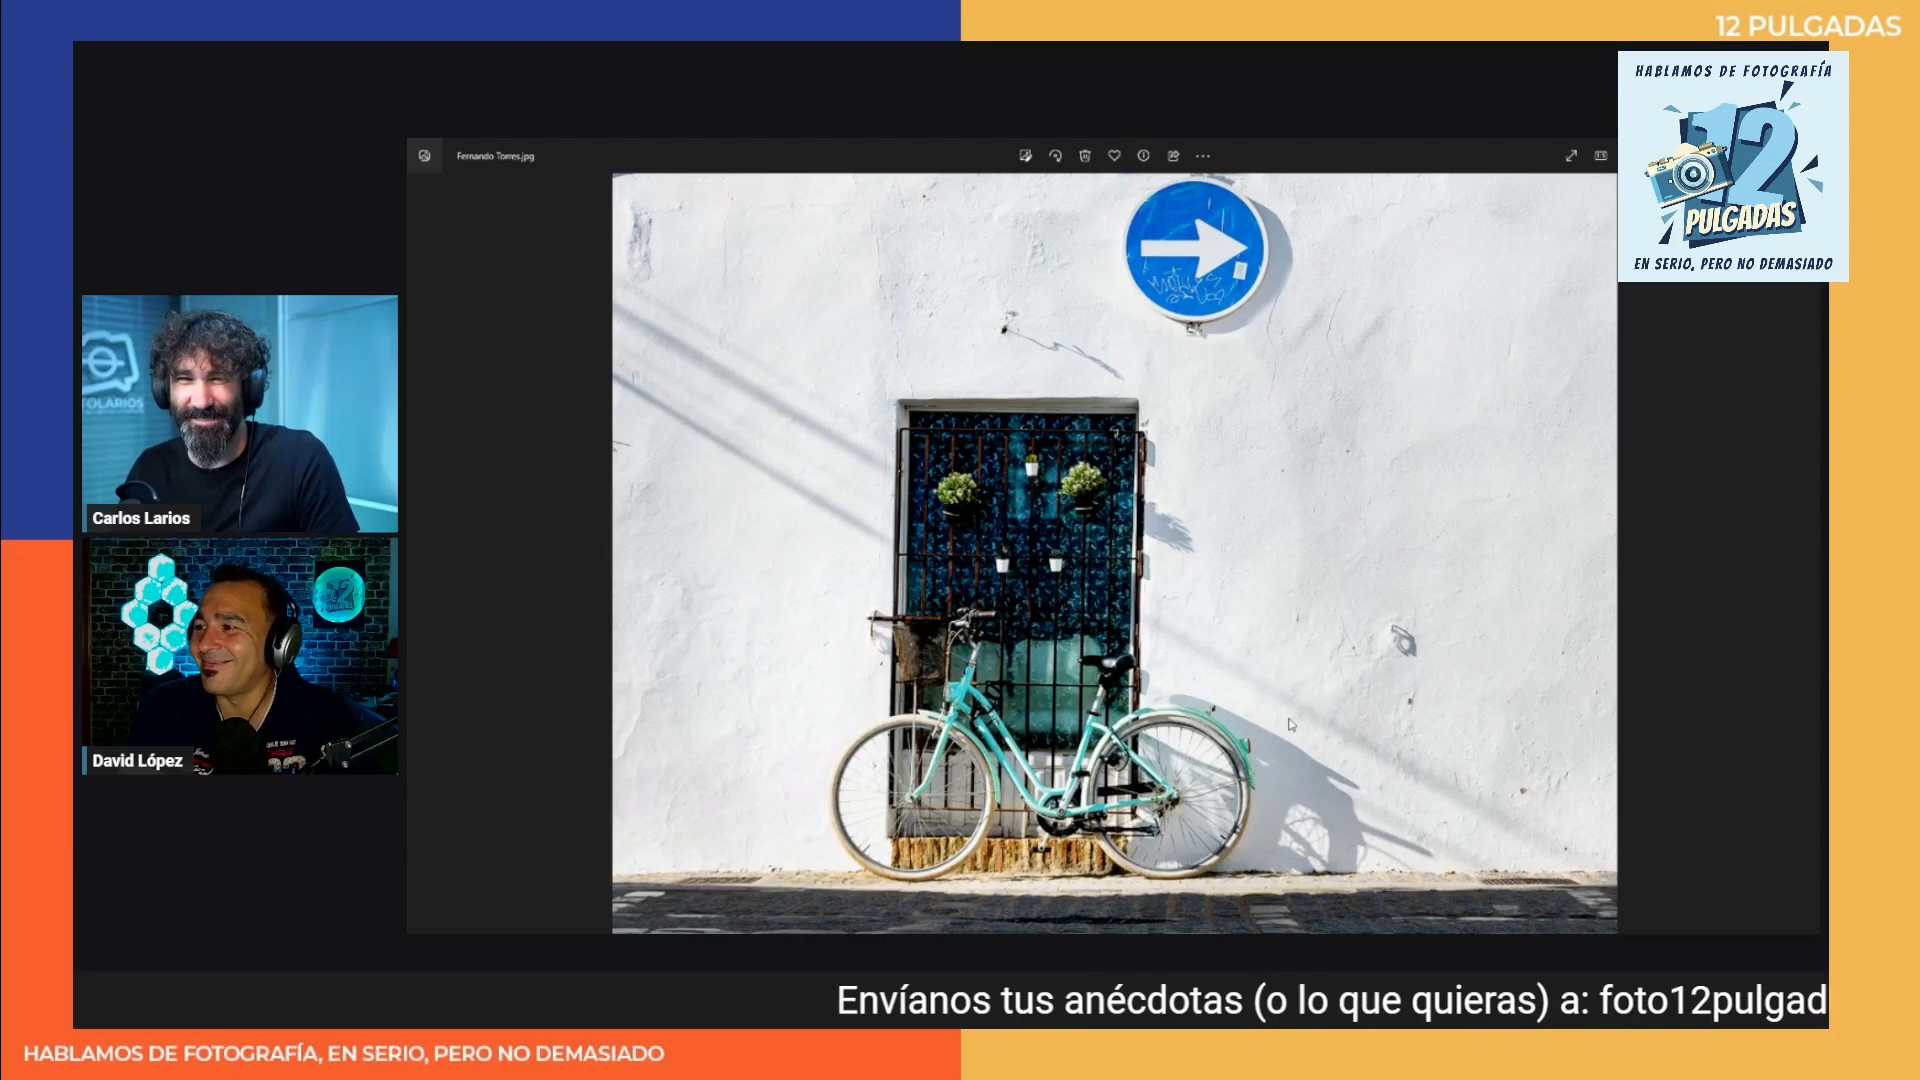 12 PULGADAS
HABLAMOS DE FOTOGRAFÍA
12
PULGADAS
EN SERIO, PERO NO DEMASIADO
Fernando Torres.jpg
TOLARIOS
Carlos Larios
David López
Envíanos tus anécdotas (o lo que quieras) a: foto12pulgad
HABLAMOS DE FOTOGRAFÍA, EN SERIO, PERO NO DEMASIADO